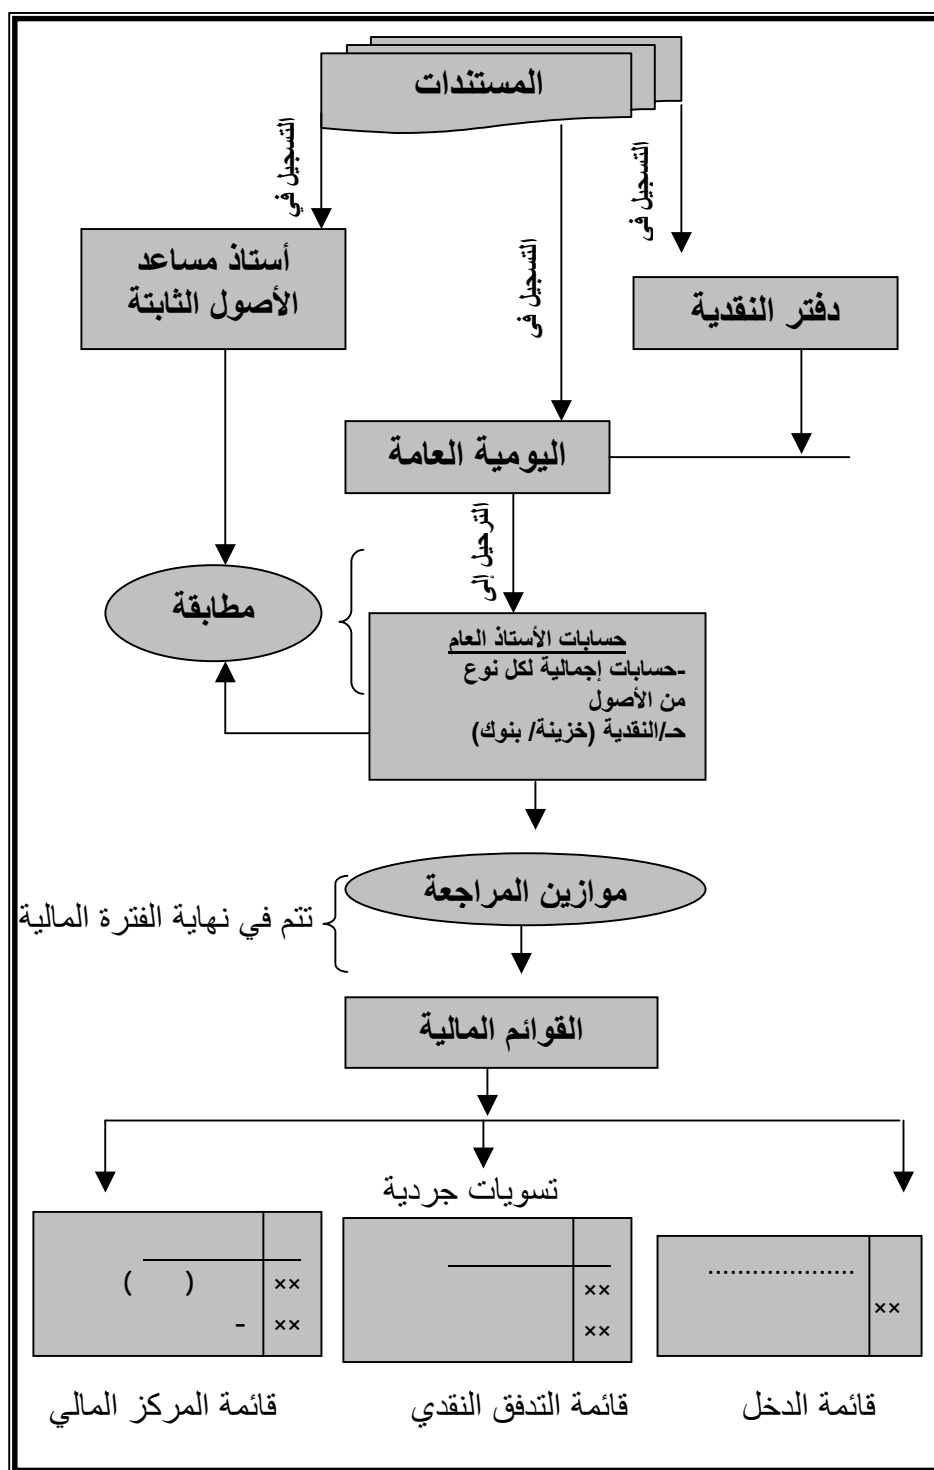 المستندات
التسجيل فى
التسجيل فى
التسجيل في
أستاذ مساعد
الأصول الثابتة
دفتر النقدية
اليومية العامة
الترحيل إلى
مطابقة
حسابات الأستاذ العام
-حسابات إجمالية لكل نوع
من الأصول
حـ/النقدية (خزينة/ بنوك)
موازين المراجعة
تتم في نهاية الفترة المالية
القوائم المالية
تسويات جردية
....................
××
××
××
××
( )
×× -
قائمة الدخل
قائمة التدفق النقدي
قائمة المركز المالي